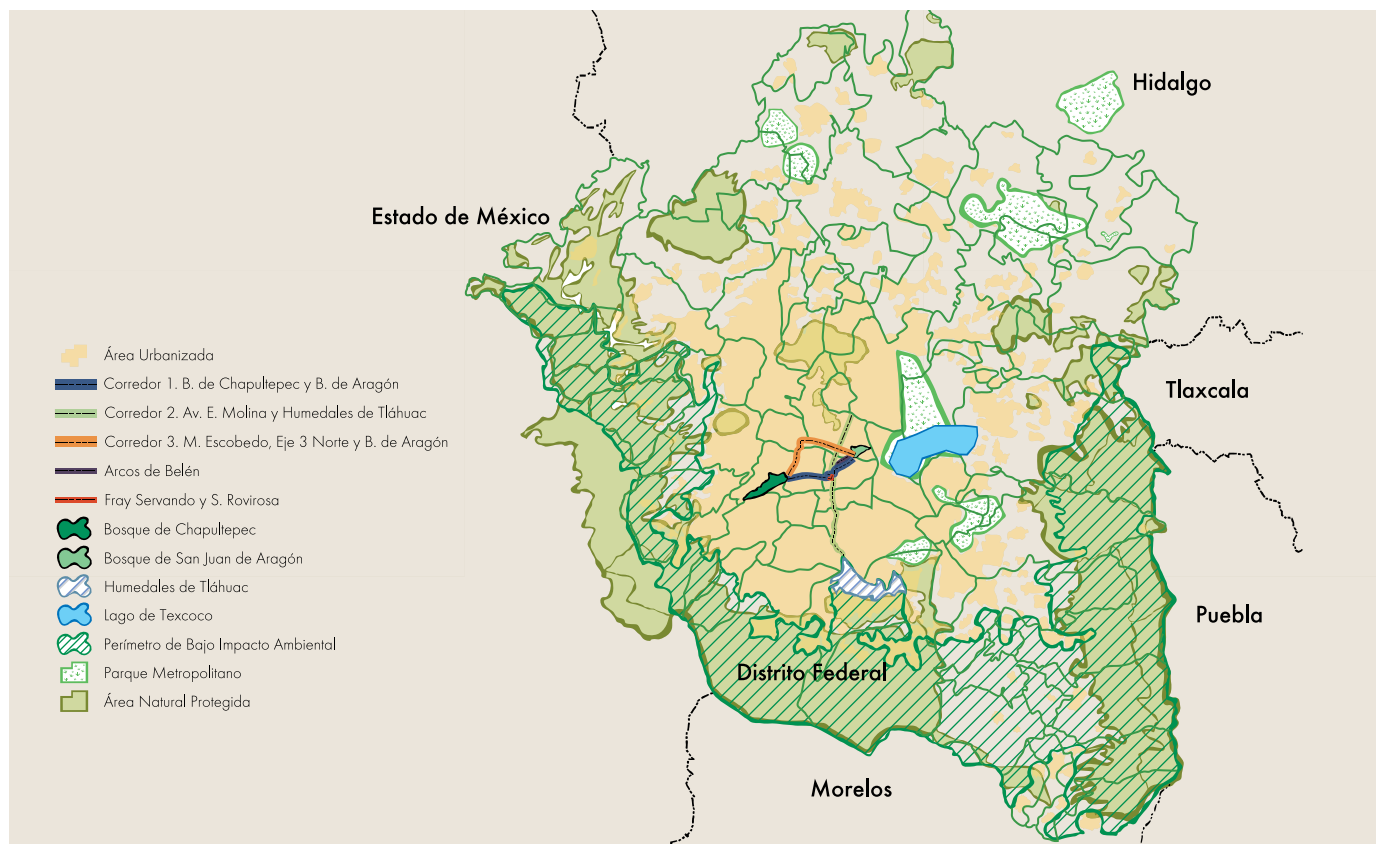 Hidalgo
Estado de México
Área Urbanizada
Corredor 1. B. de Chapultepec y B. de Aragón
Corredor 2. Av. E. Molina y Humedales de Tláhuac
Corredor 3. M. Escobedo, Eje 3 Norte y B. de Aragón
Arcos de Belén
Fray Servando y S. Rovirosa
Bosque de Chapultepec
Bosque de San Juan de Aragón
Humedales de Tláhuac
Lago de Texcoco
Perímetro de Bajo Impacto Ambiental
Parque Metropolitano
Área Natural Protegida
Tlaxcala
Puebla
Distrito Federal
Morelos